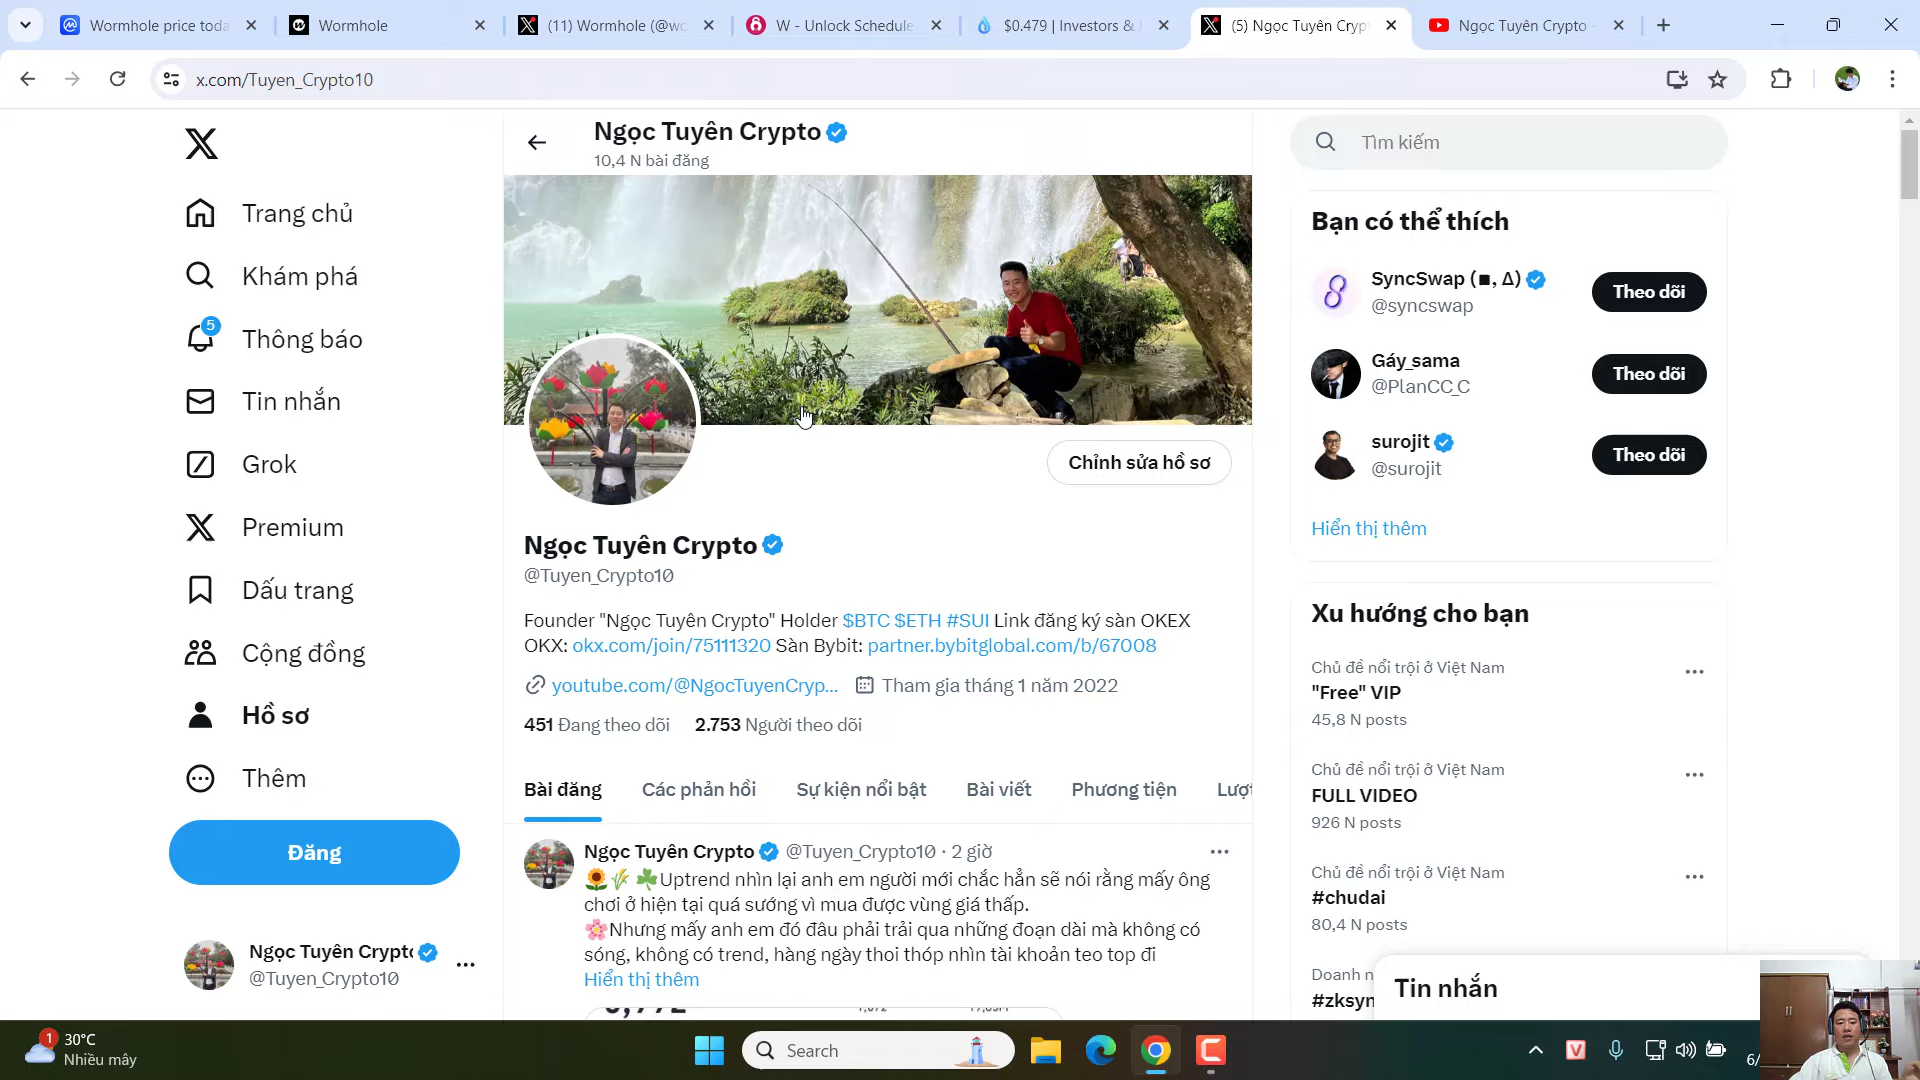 Wormhole price toda
Wormhole
(11) Wormhole (@wo
W - Unlock Schedule
$0.479 | Investors &
(5) Ngọc Tuyên Cryp
Ngọc Tuyên Crypto -
x.com/Tuyen_Crypto10
Trang chủ
Khám phá
5
Thông báo
Tin nhắn
Grok
Premium
Dấu trang
Cộng đồng
Hồ sơ
Thêm
Đăng
Ngọc Tuyên Crypto
@Tuyen_Crypto10
Ngọc Tuyên Crypto
10,4 N bài đăng
Chỉnh sửa hồ sơ
Ngọc Tuyên Crypto
@Tuyen_Crypto10
Founder "Ngọc Tuyên Crypto" Holder $BTC $ETH #SUI Link đăng ký sàn OKEX
OKX: okx.com/join/75111320 Sàn Bybit: partner.bybitglobal.com/b/67008
youtube.com/@NgocTuyenCryp... Tham gia tháng 1 năm 2022
451 Đang theo dõi 2.753 Người theo dõi
Bài đăng Các phản hồi Sự kiện nổi bật Bài viết Phương tiện Lượt
Ngọc Tuyên Crypto @Tuyen_Crypto10 · 2 giờ
🌻🌾 ☘️Uptrend nhìn lại anh em người mới chắc hẳn sẽ nói rằng mấy ông
chơi ở hiện tại quá sướng vì mua được vùng giá thấp.
🌸Nhưng mấy anh em đó đâu phải trải qua những đoạn dài mà không có
sóng, không có trend, hàng ngày thoi thóp nhìn tài khoản teo top đi
Hiển thị thêm
Tìm kiếm
Bạn có thể thích
SyncSwap (■, ∆)
@syncswap
Theo dõi
Gáy_sama
@PlanCC_C
Theo dõi
surojit
@surojit
Theo dõi
Hiển thị thêm
Xu hướng cho bạn
Chủ đề nổi trội ở Việt Nam
"Free" VIP
45,8 N posts
Chủ đề nổi trội ở Việt Nam
FULL VIDEO
926 N posts
Chủ đề nổi trội ở Việt Nam
#chudai
80,4 N posts
Doanh n
#zksyn
Tin nhắn
1
30°C
Nhiều mây
Search
6/